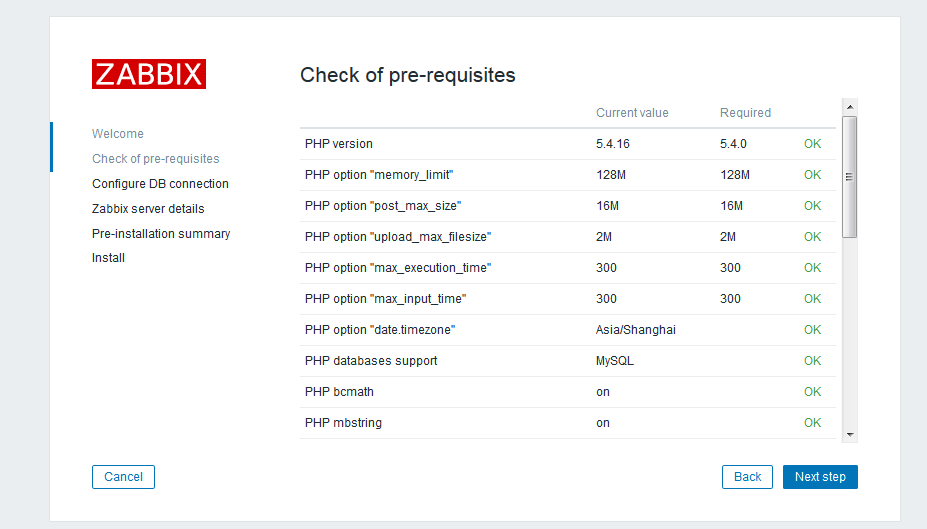 ZABBIX
Welcome
Check of pre-requisites
Configure DB connection
Zabbix server details
Pre-installation summary
Install
Check of pre-requisites
Current value Required
PHP version 5.4.16 5.4.0 OK
PHP option "memory_limit" 128M 128M OK
PHP option "post_max_size" 16M 16M OK
PHP option "upload_max_filesize" 2M 2M OK
PHP option "max_execution_time" 300 300 OK
PHP option "max_input_time" 300 300 OK
PHP option "date.timezone" Asia/Shanghai OK
PHP databases support MySQL OK
PHP bcmath on OK
PHP mbstring on OK
Cancel Back Next step